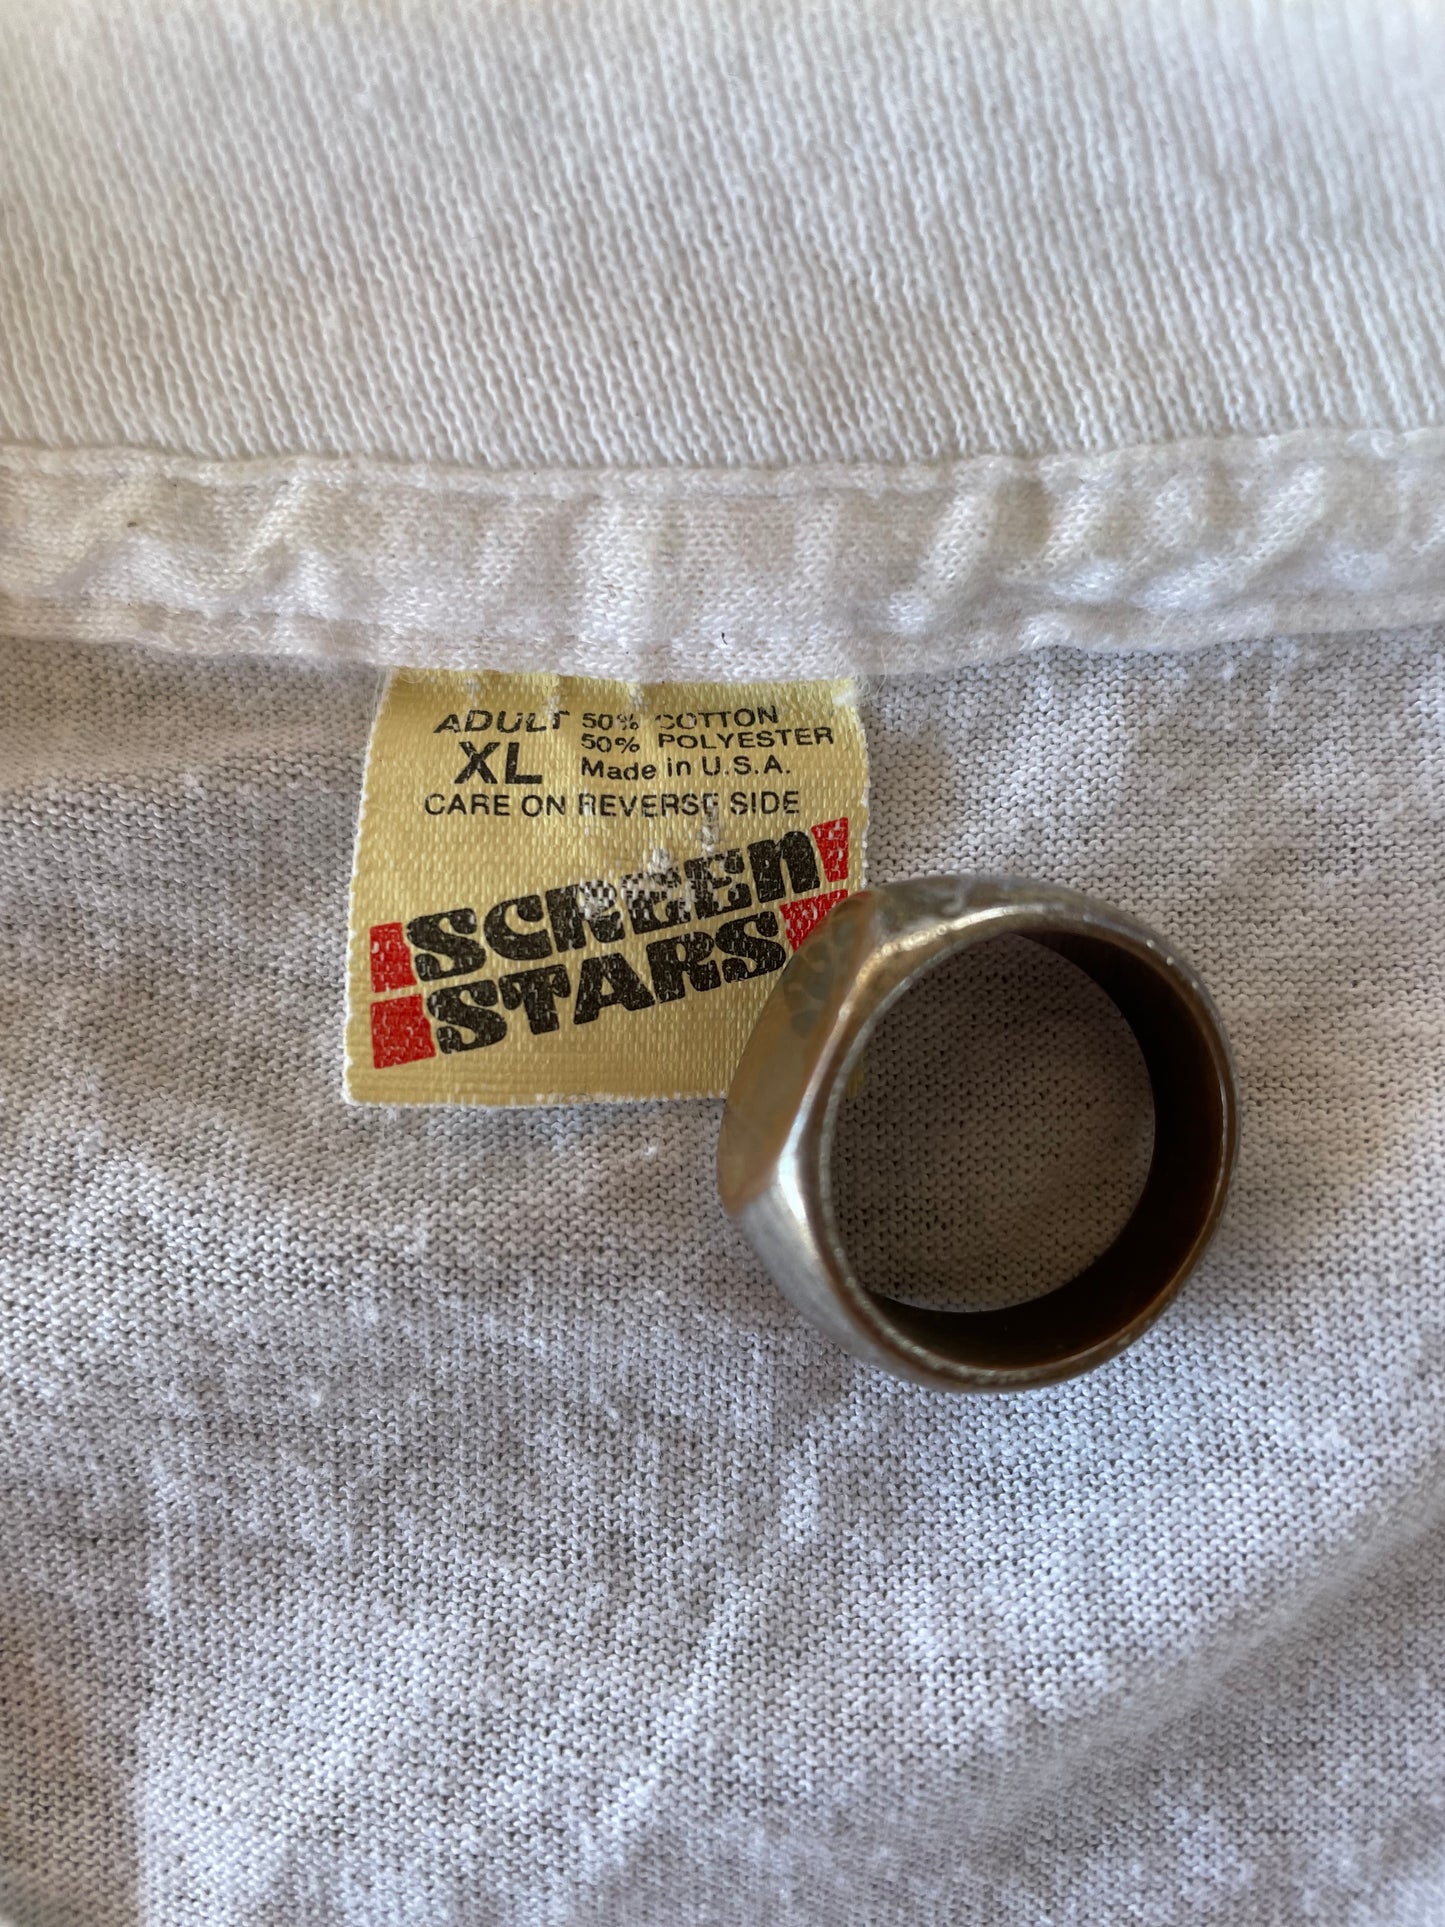 ADULT 50% COTTON
XL 50% POLYESTER
Made in U.S.A.
CARE ON REVERSE SIDE
SCREEN
STARS